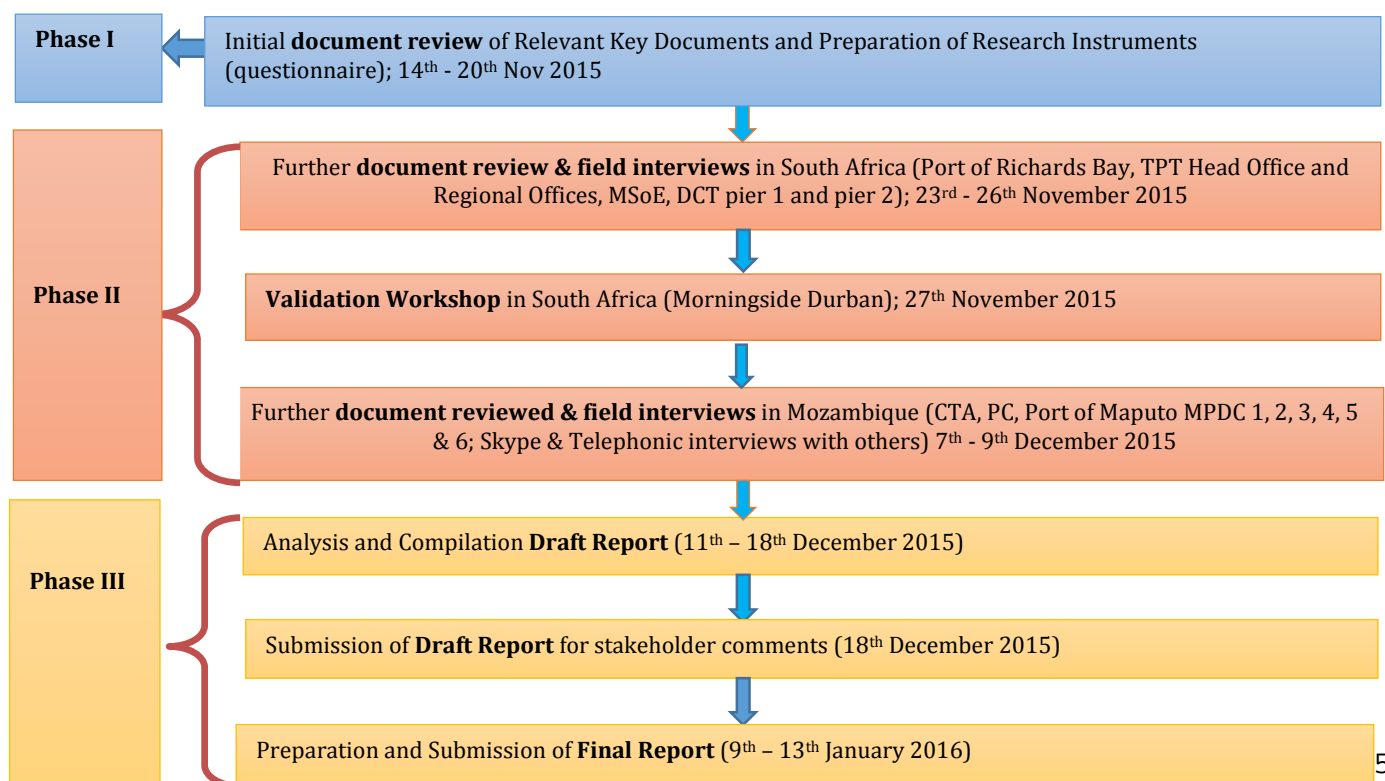 Phase I
Initial document review of Relevant Key Documents and Preparation of Research Instruments
(questionnaire); 14th - 20th Nov 2015
Phase II
Further document review & field interviews in South Africa (Port of Richards Bay, TPT Head Office and
Regional Offices, MSoE, DCT pier 1 and pier 2); 23rd - 26th November 2015
Validation Workshop in South Africa (Morningside Durban); 27th November 2015
Further document reviewed & field interviews in Mozambique (CTA, PC, Port of Maputo MPDC 1, 2, 3, 4, 5
& 6; Skype & Telephonic interviews with others) 7th - 9th December 2015
Phase III
Analysis and Compilation Draft Report (11th – 18th December 2015)
Submission of Draft Report for stakeholder comments (18th December 2015)
Preparation and Submission of Final Report (9th – 13th January 2016)